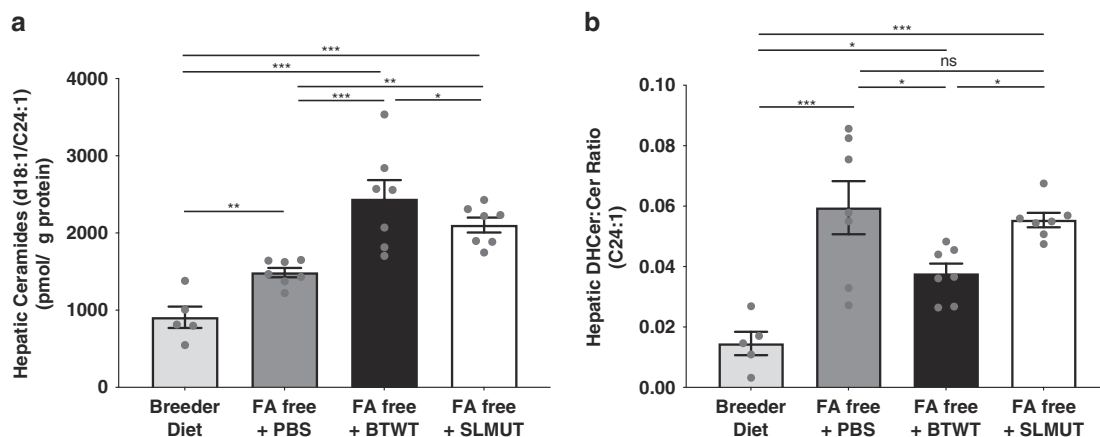 a
***
***
**
***
*
**
Hepatic Ceramides (d18:1/C24:1)
(pmol/ g protein)
4000
3000
2000
1000
0
Breeder
Diet
FA free
+ PBS
FA free
+ BTWT
FA free
+ SLMUT
b
***
*
ns
*
*
***
Hepatic DHCer:Cer Ratio
(C24:1)
0.10
0.08
0.06
0.04
0.02
0.00
Breeder
Diet
FA free
+ PBS
FA free
+ BTWT
FA free
+ SLMUT